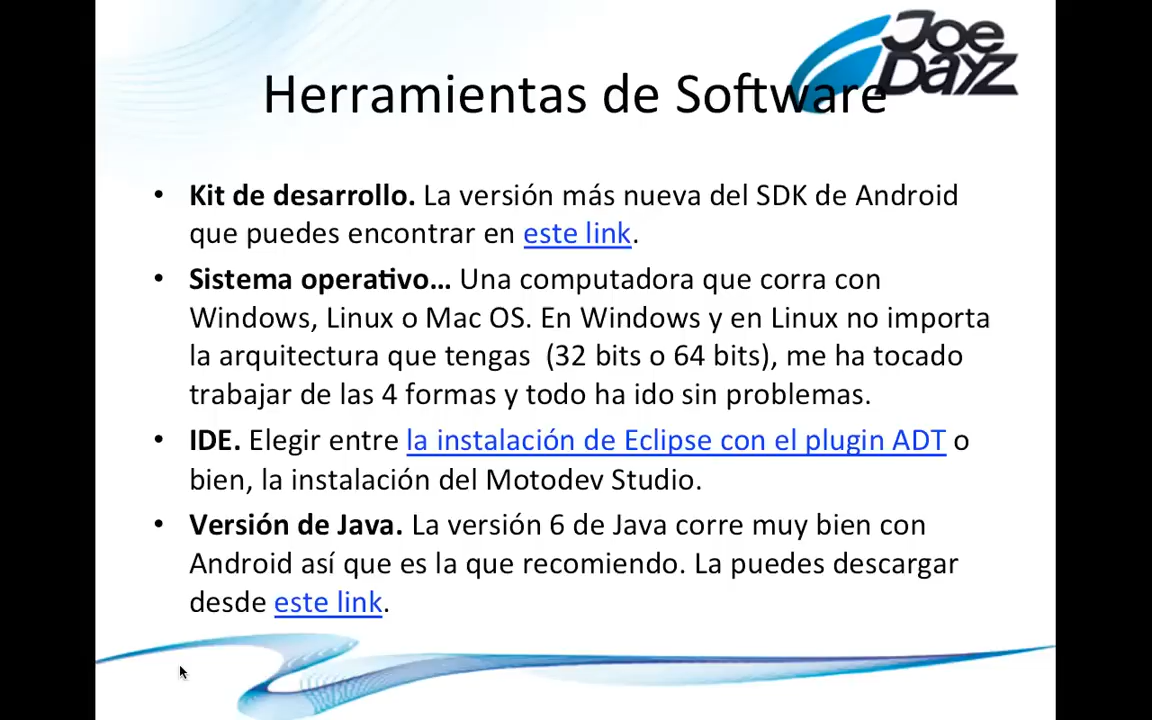 JOE
DAYZ
Herramientas de Software
• Kit de desarrollo. La versión más nueva del SDK de Android
que puedes encontrar en este link.
• Sistema operativo... Una computadora que corra con
Windows, Linux o Mac OS. En Windows y en Linux no importa
la arquitectura que tengas (32 bits o 64 bits), me ha tocado
trabajar de las 4 formas y todo ha ido sin problemas.
• IDE. Elegir entre la instalación de Eclipse con el plugin ADT o
bien, la instalación del Motodev Studio.
• Versión de Java. La versión 6 de Java corre muy bien con
Android así que es la que recomiendo. La puedes descargar
desde este link.